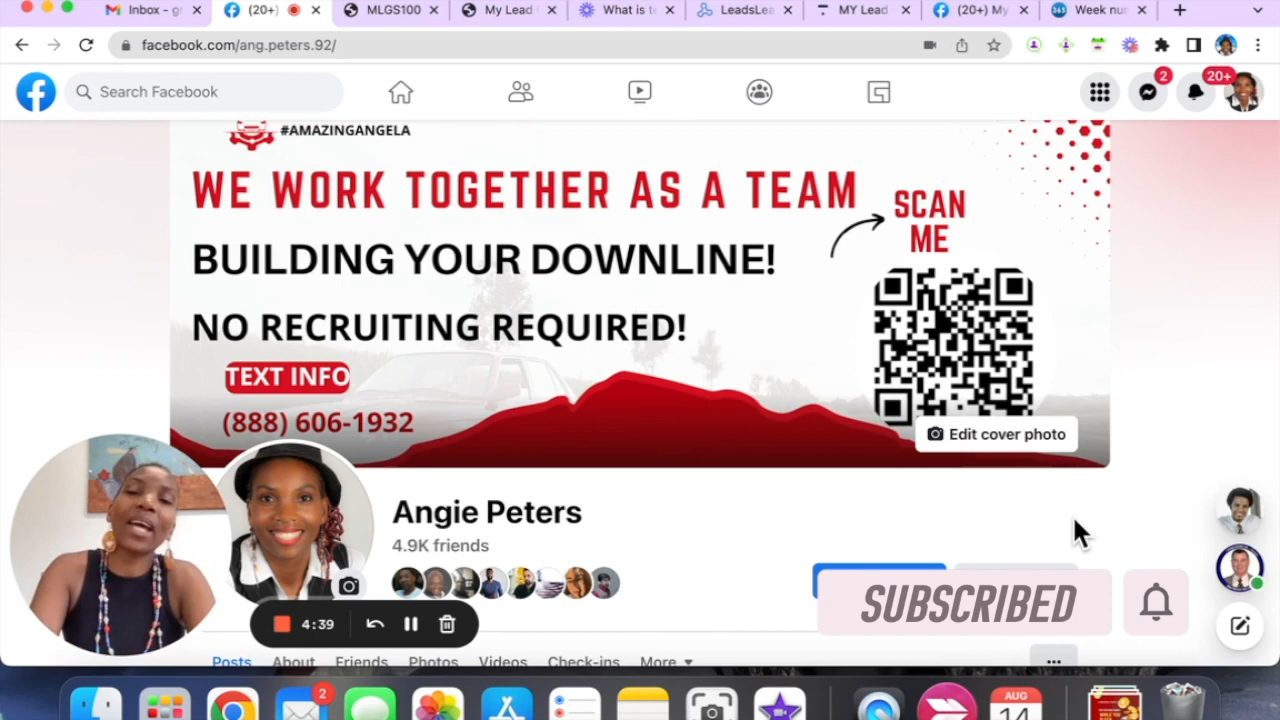 Inbox - gr
(20+)
MLGS100
My Lead
What is te
LeadsLea
MY Lead
(20+) My
365
Week nu
facebook.com/ang.peters.92/
Search Facebook
2
20+
#AMAZINGANGELA
WE WORK TOGETHER AS A TEAM
SCAN
ME
BUILDING YOUR DOWNLINE!
NO RECRUITING REQUIRED!
TEXT INFO
(888) 606-1932
Edit cover photo
Angie Peters
4.9K friends
SUBSCRIBED
4:39
Posts
About
Friends
Photos
Videos
Check-ins
More
2
AUG
14